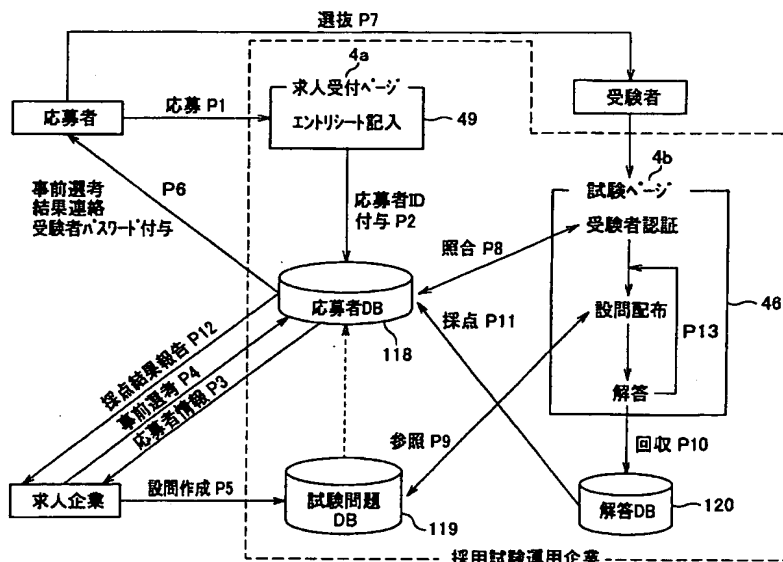 選抜 P7
4a
求人受付ページ
エントリシート記入
49
応募者
応募 P1
受験者
4b
試験ページ
受験者認証
事前選考
結果連絡
受験者パスワード付与
P6
応募者ID
付与 P2
照合 P8
応募者DB
118
採点 P11
設問配布
P13
46
解答
採点結果報告 P12
事前選考 P4
応募者情報 P3
参照 P9
回収 P10
求人企業
設問作成 P5
試験問題
DB
119
解答DB
120
採用試験運用企業